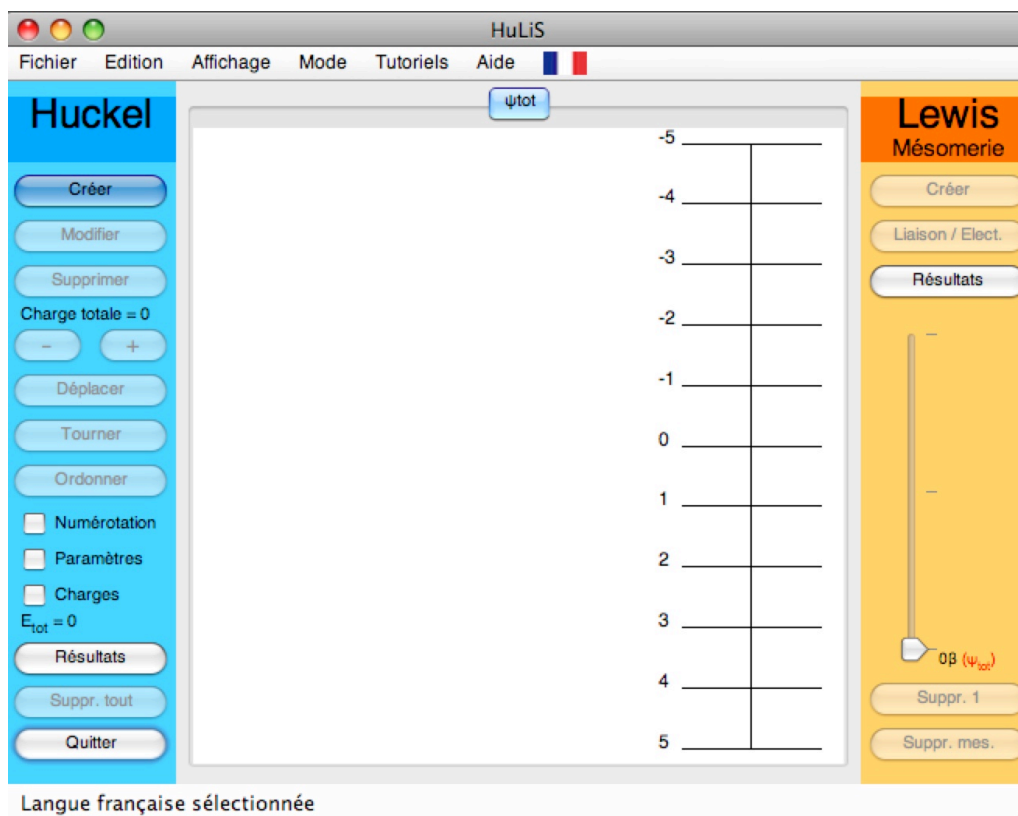 HuLiS
Fichier Edition Affichage Mode Tutoriels Aide
Huckel
Créer
Modifier
Supprimer
Charge totale = 0
- +
Déplacer
Tourner
Ordonner
Numérotation
Paramètres
Charges
Etot = 0
Résultats
Suppr. tout
Quitter
ψtot
-5
-4
-3
-2
-1
0
1
2
3
4
5
Lewis
Mésomerie
Créer
Liaison / Elect.
Résultats
0β (ψtot)
Suppr. 1
Suppr. mes.
Langue française sélectionnée